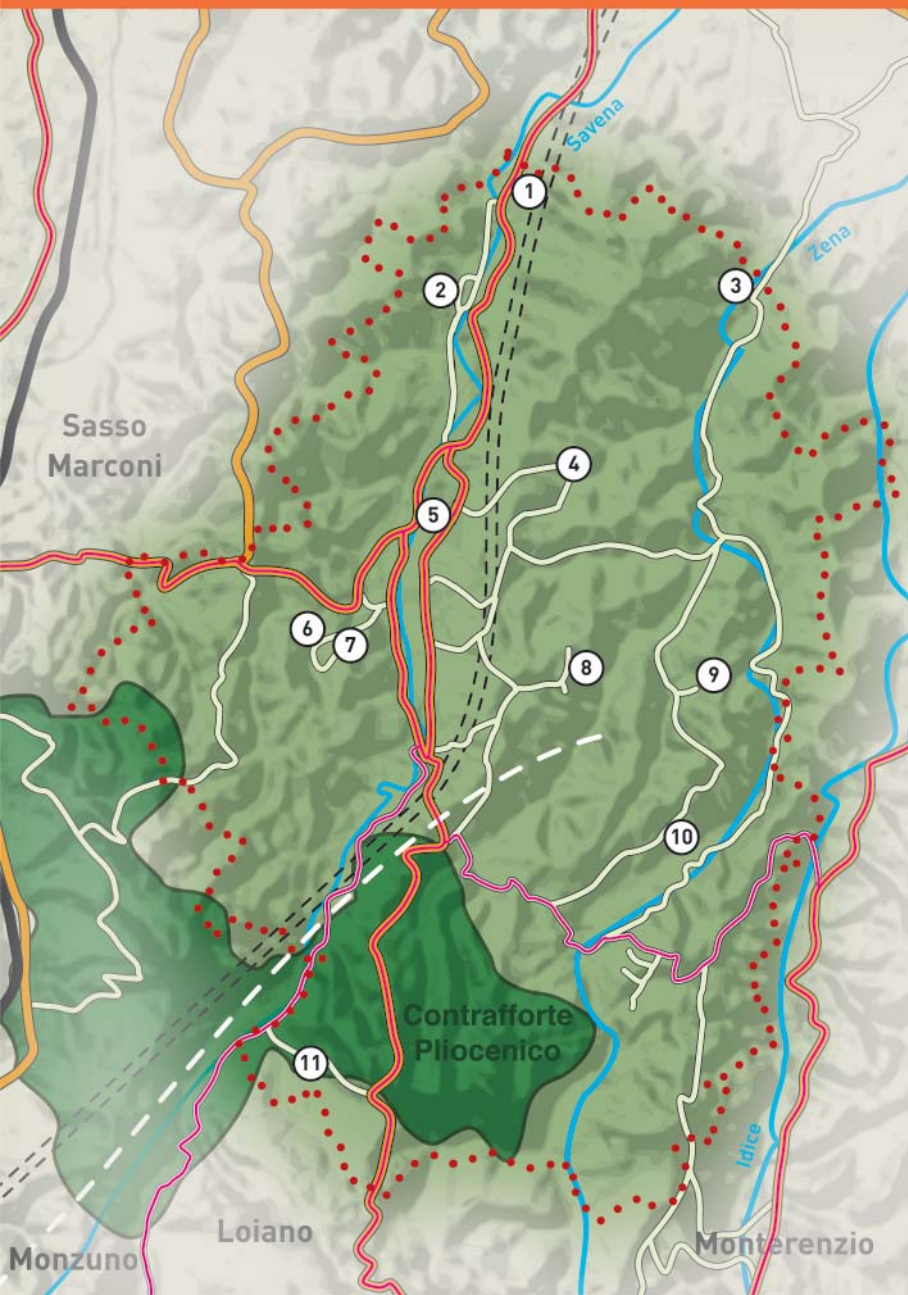 Savena
1
Zena
2
3
Sasso
Marconi
4
5
6
7
8
9
10
Contrafforte
Pliocenico
11
Idice
Loiano
Monterenzio
Monzuno